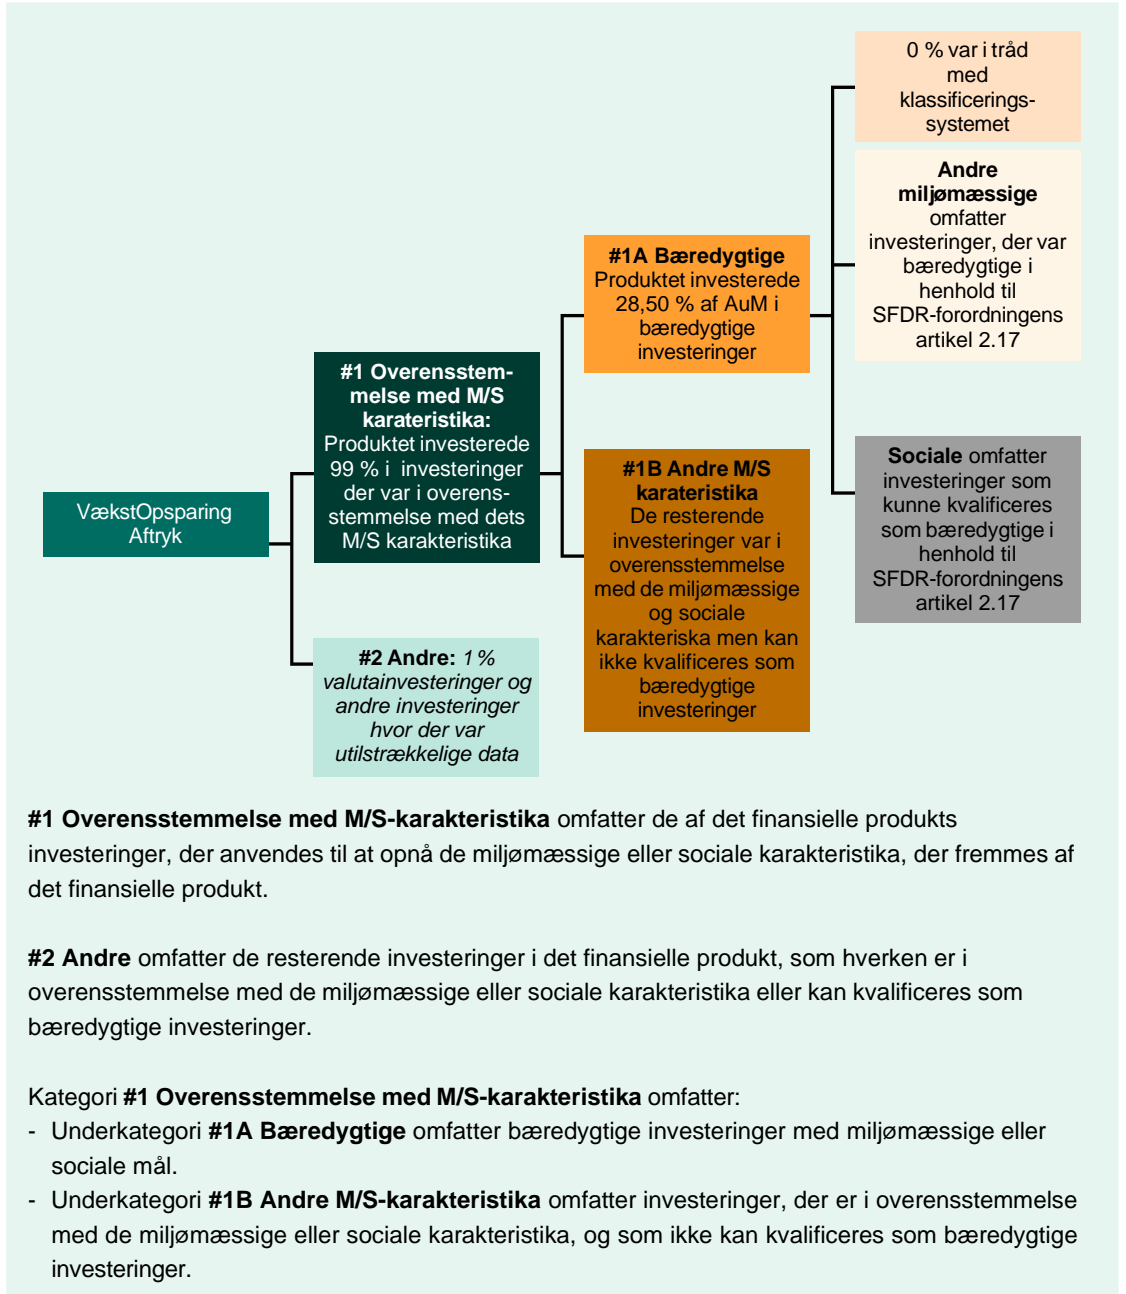 VækstOpsparing
Aftryk
#1 Overensstem-
melse med M/S
karateristika:
Produktet investerede
99 % i investeringer
der var i overens-
stemmelse med dets
M/S karakteristika
#2 Andre: 1 %
valutainvesteringer og
andre investeringer
hvor der var
utilstrækkelige data
#1A Bæredygtige
Produktet investerede
28,50 % af AuM i
bæredygtige
investeringer
#1B Andre M/S
karateristika
De resterende
investeringer var i
overensstemmelse
med de miljømæssige
og sociale
karakteriska men kan
ikke kvalificeres som
bæredygtige
investeringer
0 % var i tråd
med
klassificerings-
systemet
Andre
miljømæssige
omfatter
investeringer, der var
bæredygtige i
henhold til
SFDR-forordningens
artikel 2.17
Sociale omfatter
investeringer som
kunne kvalificeres
som bæredygtige i
henhold til
SFDR-forordningens
artikel 2.17
#1 Overensstemmelse med M/S-karakteristika omfatter de af det finansielle produkts
investeringer, der anvendes til at opnå de miljømæssige eller sociale karakteristika, der fremmes af
det finansielle produkt.
#2 Andre omfatter de resterende investeringer i det finansielle produkt, som hverken er i
overensstemmelse med de miljømæssige eller sociale karakteristika eller kan kvalificeres som
bæredygtige investeringer.
Kategori #1 Overensstemmelse med M/S-karakteristika omfatter:
- Underkategori #1A Bæredygtige omfatter bæredygtige investeringer med miljømæssige eller
sociale mål.
- Underkategori #1B Andre M/S-karakteristika omfatter investeringer, der er i overensstemmelse
med de miljømæssige eller sociale karakteristika, og som ikke kan kvalificeres som bæredygtige
investeringer.